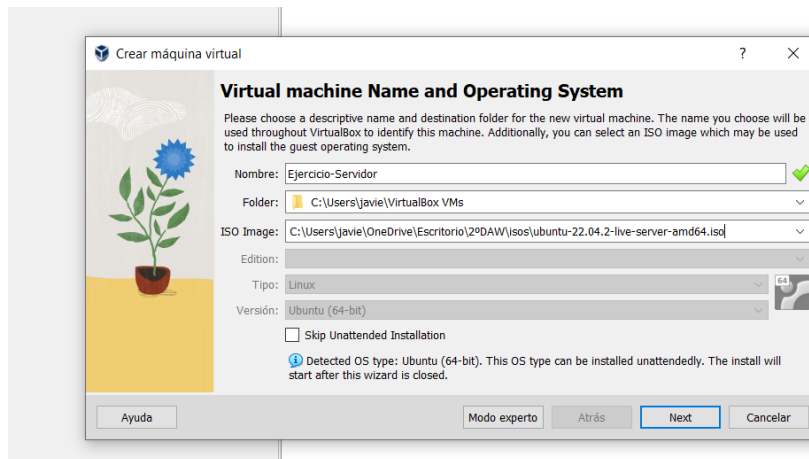 Crear máquina virtual
Virtual machine Name and Operating System
Please choose a descriptive name and destination folder for the new virtual machine. The name you choose will be
used throughout VirtualBox to identify this machine. Additionally, you can select an ISO image which may be used
to install the guest operating system.
Nombre: Ejercicio-Servidor
Folder: C:\Users\javie\VirtualBox VMs
ISO Image: C:\Users\javie\OneDrive\Escritorio\2ºDAW\isos\ubuntu-22.04.2-live-server-amd64.iso
Edition:
Tipo: Linux
64
Versión: Ubuntu (64-bit)
Skip Unattended Installation
Detected OS type: Ubuntu (64-bit). This OS type can be installed unattendedly. The install will
start after this wizard is closed.
Ayuda Modo experto Atrás Next Cancelar